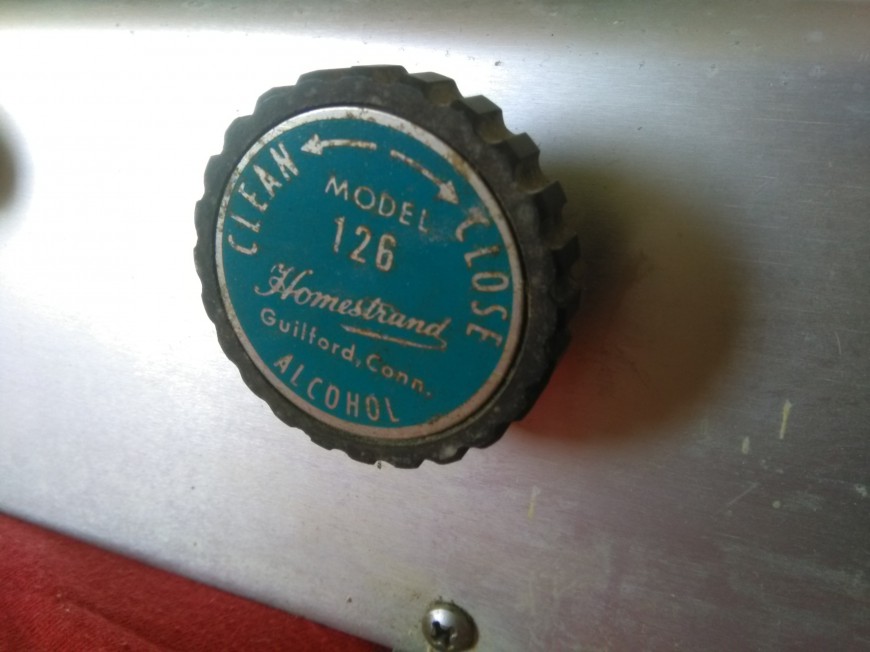 CLEAN
CLOSE
MODEL
126
Homestrand
Guilford, Conn.
ALCOHOL